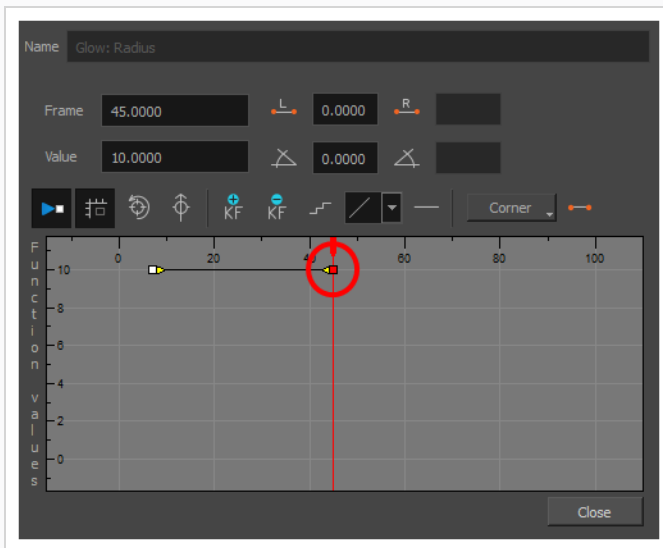 Name Glow: Radius
Frame 45.0000 L 0.0000 R
Value 10.0000 0.0000
KF KF Corner
Function values
0 20 40 60 80 100
10
8
6
4
2
0
Close